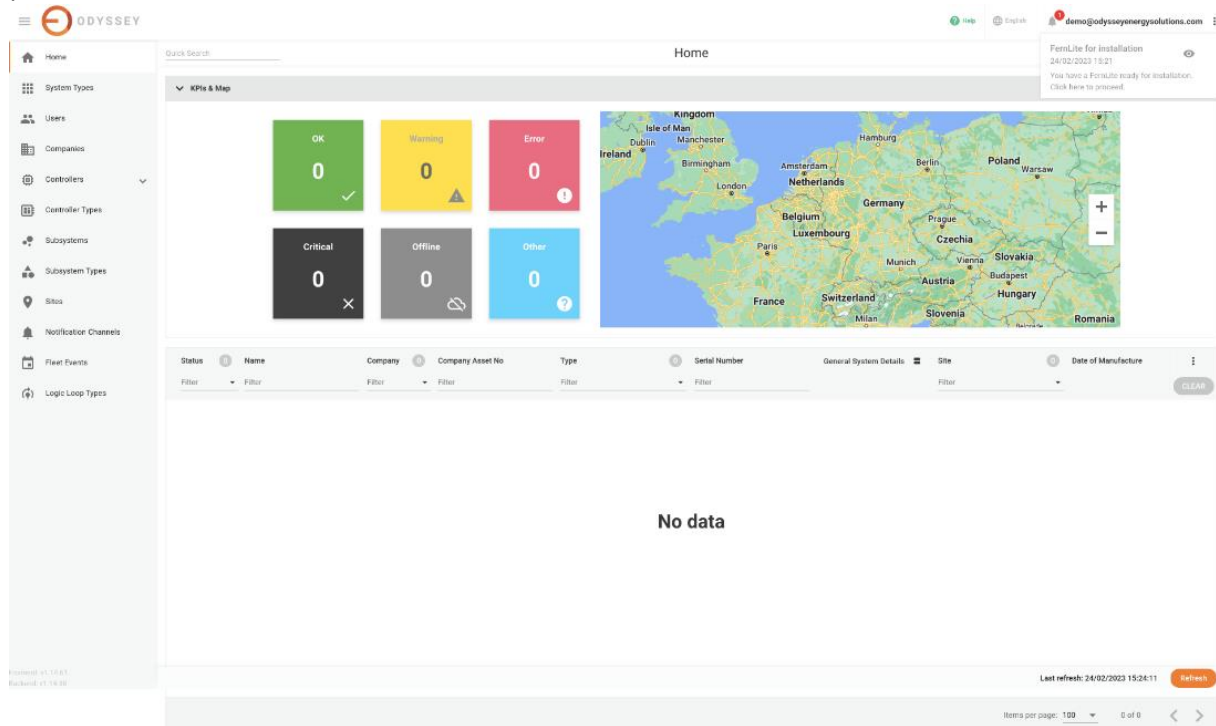 ODYSSEY
Help
English
1
demo@odysseyenergysolutions.com
FernLite for installation
24/02/2023 15:21
You have a FernLite ready for installation.
Click here to proceed.
Home
System Types
Users
Companies
Controllers
Controller Types
Subsystems
Subsystem Types
Sites
Notification Channels
Fleet Events
Logic Loop Types
Quick Search
Home
KPIs & Map
OK
0
Warning
0
Error
0
Critical
0
Offline
0
Other
0
Kingdom
Isle of Man
Dublin
Manchester
Ireland
Birmingham
London
Hamburg
Amsterdam
Netherlands
Berlin
Poland
Warsaw
Germany
Belgium
Luxembourg
Prague
Czechia
Paris
Munich
Vienna
Slovakia
Budapest
Austria
Hungary
France
Switzerland
Slovenia
Milan
Belgrade
Romania
Status 0 Name Company 0 Company Asset No Type 0 Serial Number General System Details Site 0 Date of Manufacture
Filter Filter Filter Filter Filter Filter Filter
CLEAR
No data
Last refresh: 24/02/2023 15:24:11
Refresh
Items per page: 100 0 of 0